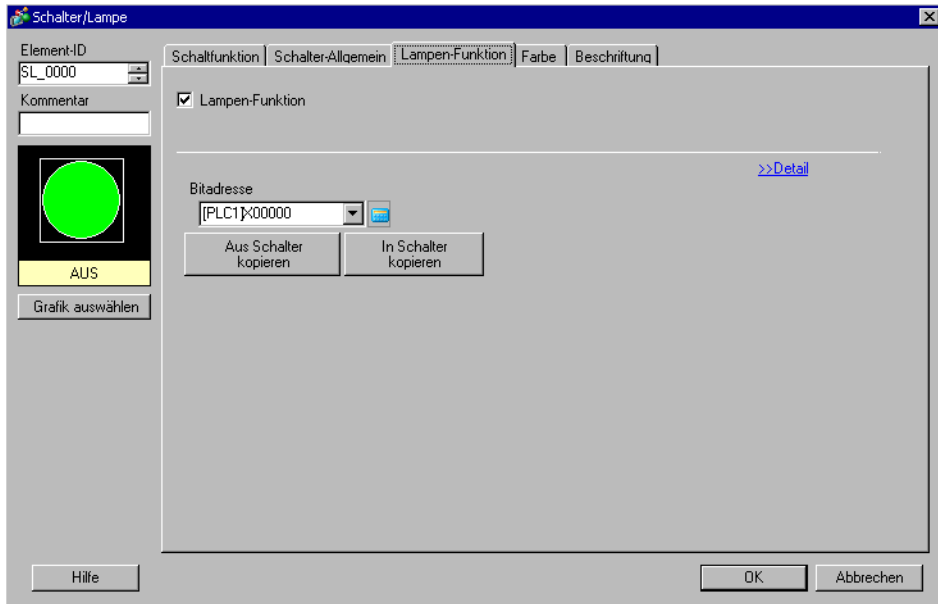 Schalter/Lampe
Element-ID
SL_0000
Kommentar
AUS
Grafik auswählen
Schaltfunktion
Schalter-Allgemein
Lampen-Funktion
Farbe
Beschriftung
Lampen-Funktion
>>Detail
Bitadresse
[PLC1]X00000
Aus Schalter
kopieren
In Schalter
kopieren
Hilfe
OK
Abbrechen